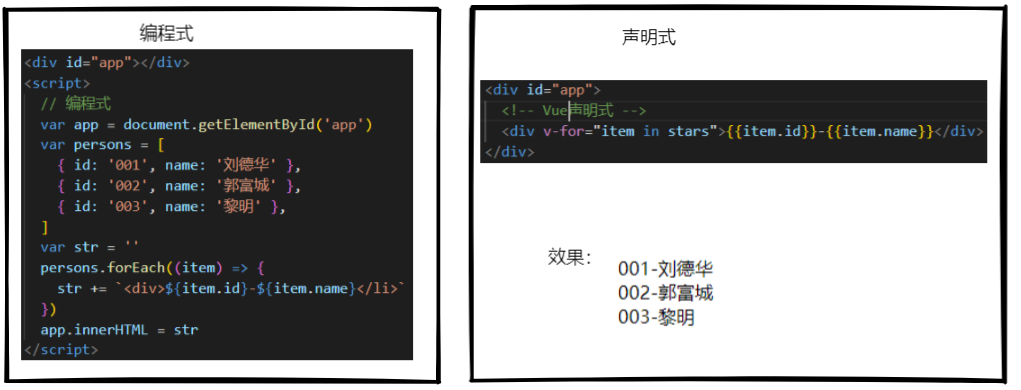 编程式
<div id="app"></div>
<script>
// 编程式
var app = document.getElementById('app')
var persons = [
{ id: '001', name: '刘德华' },
{ id: '002', name: '郭富城' },
{ id: '003', name: '黎明' },
]
var str = ''
persons.forEach((item) => {
str += `<div>${item.id}-${item.name}</li>`
})
app.innerHTML = str
</script>
声明式
<div id="app">
<!-- Vue声明式 -->
<div v-for="item in stars">{{item.id}}-{{item.name}}</div>
</div>
效果：
001-刘德华
002-郭富城
003-黎明